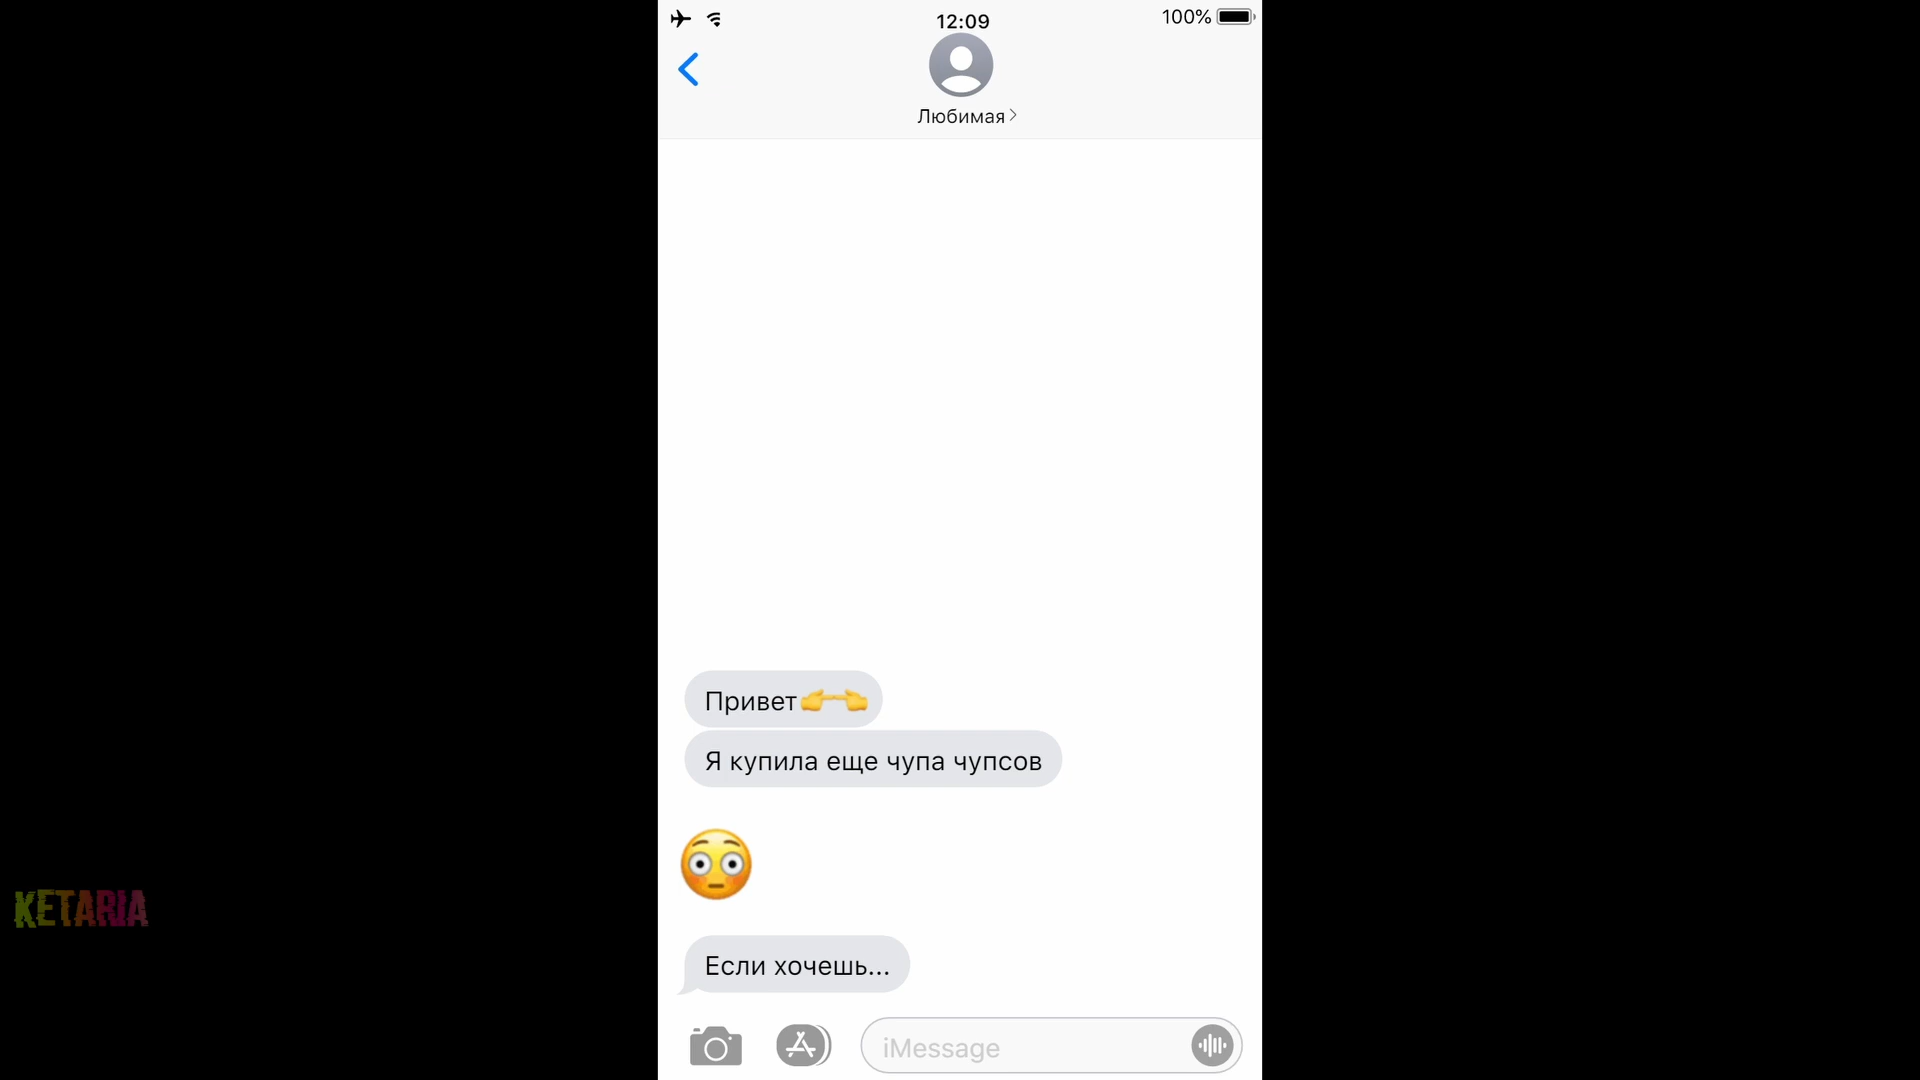 12:09
100%
Любимая
Привет👉👈
Я купила еще чупа чупсов
😳
Если хочешь...
iMessage
KETARIA